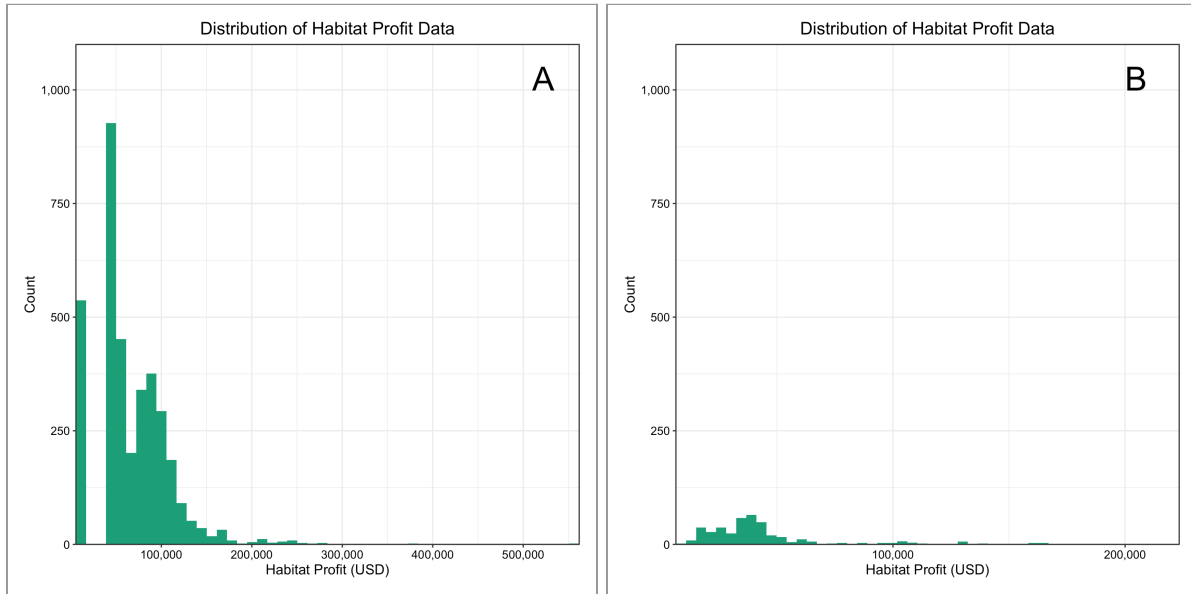 Distribution of Habitat Profit Data
A
1,000
750
500
250
0
Count
100,000
200,000
300,000
400,000
500,000
Habitat Profit (USD)
Distribution of Habitat Profit Data
B
1,000
750
500
250
0
Count
100,000
200,000
Habitat Profit (USD)